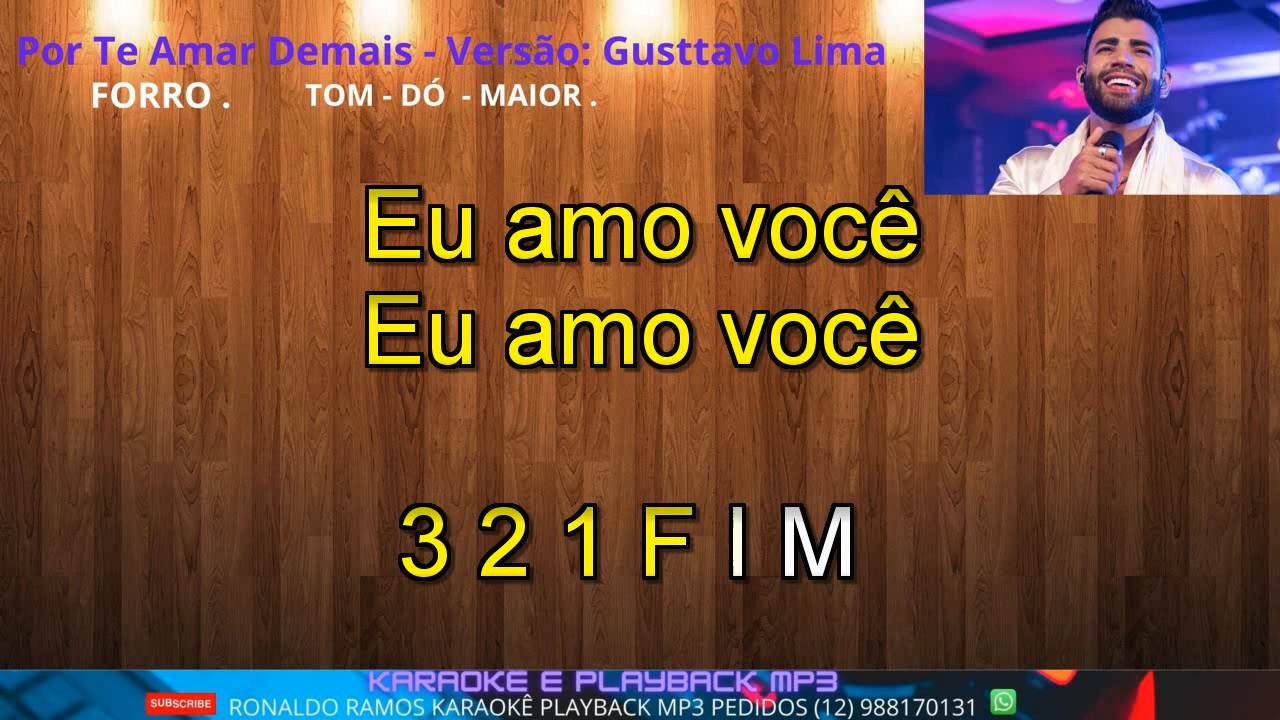 Por Te Amar Demais - Versão: Gusttavo Lima
FORRO . TOM - DÓ - MAIOR .
Eu amo você
Eu amo você
3 2 1 F I M
KARAOKE E PLAYBACK MP3
SUBSCRIBE RONALDO RAMOS KARAOKÊ PLAYBACK MP3 PEDIDOS (12) 988170131